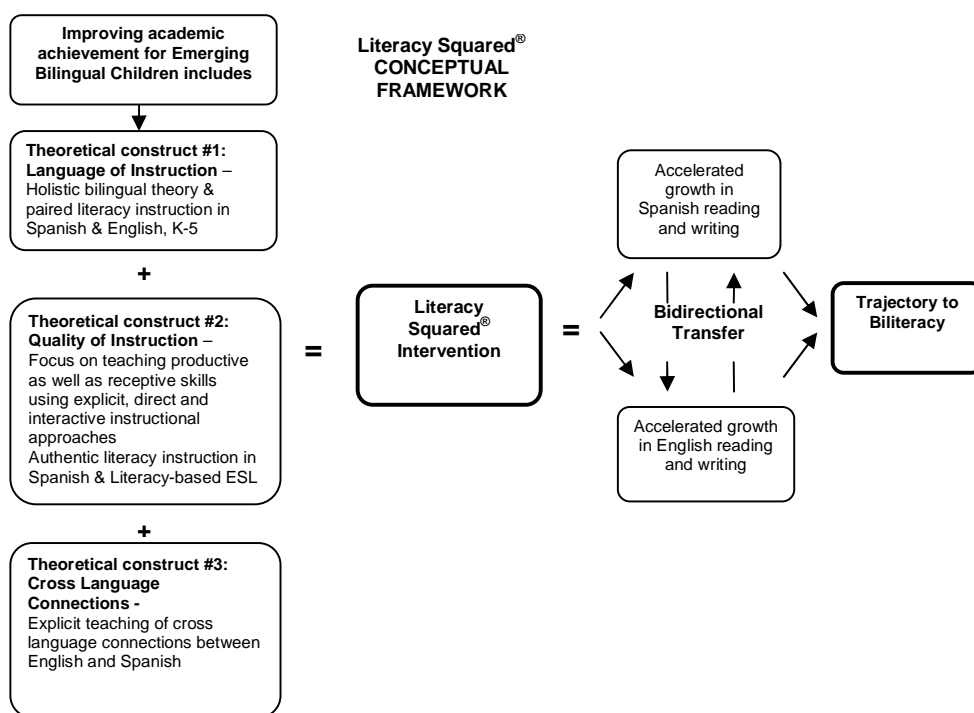 Improving academic
achievement for Emerging
Bilingual Children includes
Literacy Squared®
CONCEPTUAL
FRAMEWORK
Theoretical construct #1:
Language of Instruction –
Holistic bilingual theory &
paired literacy instruction in
Spanish & English, K-5
+
Theoretical construct #2:
Quality of Instruction –
Focus on teaching productive
as well as receptive skills
using explicit, direct and
interactive instructional
approaches
Authentic literacy instruction in
Spanish & Literacy-based ESL
+
Theoretical construct #3:
Cross Language
Connections -
Explicit teaching of cross
language connections between
English and Spanish
=
Literacy
Squared®
Intervention
=
Accelerated
growth in
Spanish reading
and writing
Bidirectional
Transfer
Accelerated growth
in English reading
and writing
Trajectory to
Biliteracy